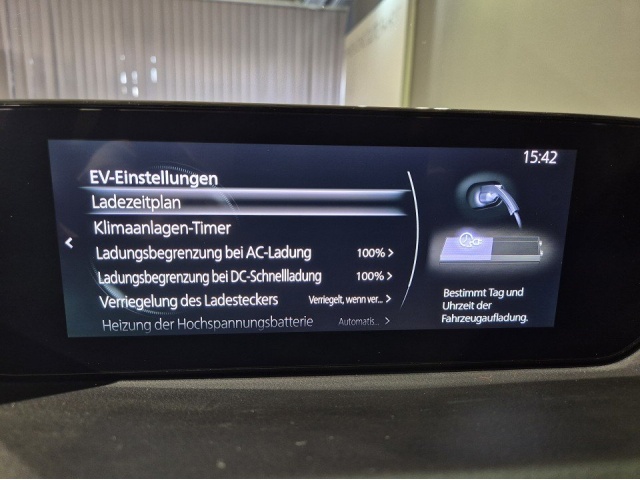 15:42
EV-Einstellungen
Ladezeitplan
Klimaanlagen-Timer
Ladungsbegrenzung bei AC-Ladung 100% >
Ladungsbegrenzung bei DC-Schnellladung 100% >
Verriegelung des Ladesteckers Verriegelt, wenn ver... >
Heizung der Hochspannungsbatterie Automatis... >
Bestimmt Tag und
Uhrzeit der
Fahrzeugaufladung.